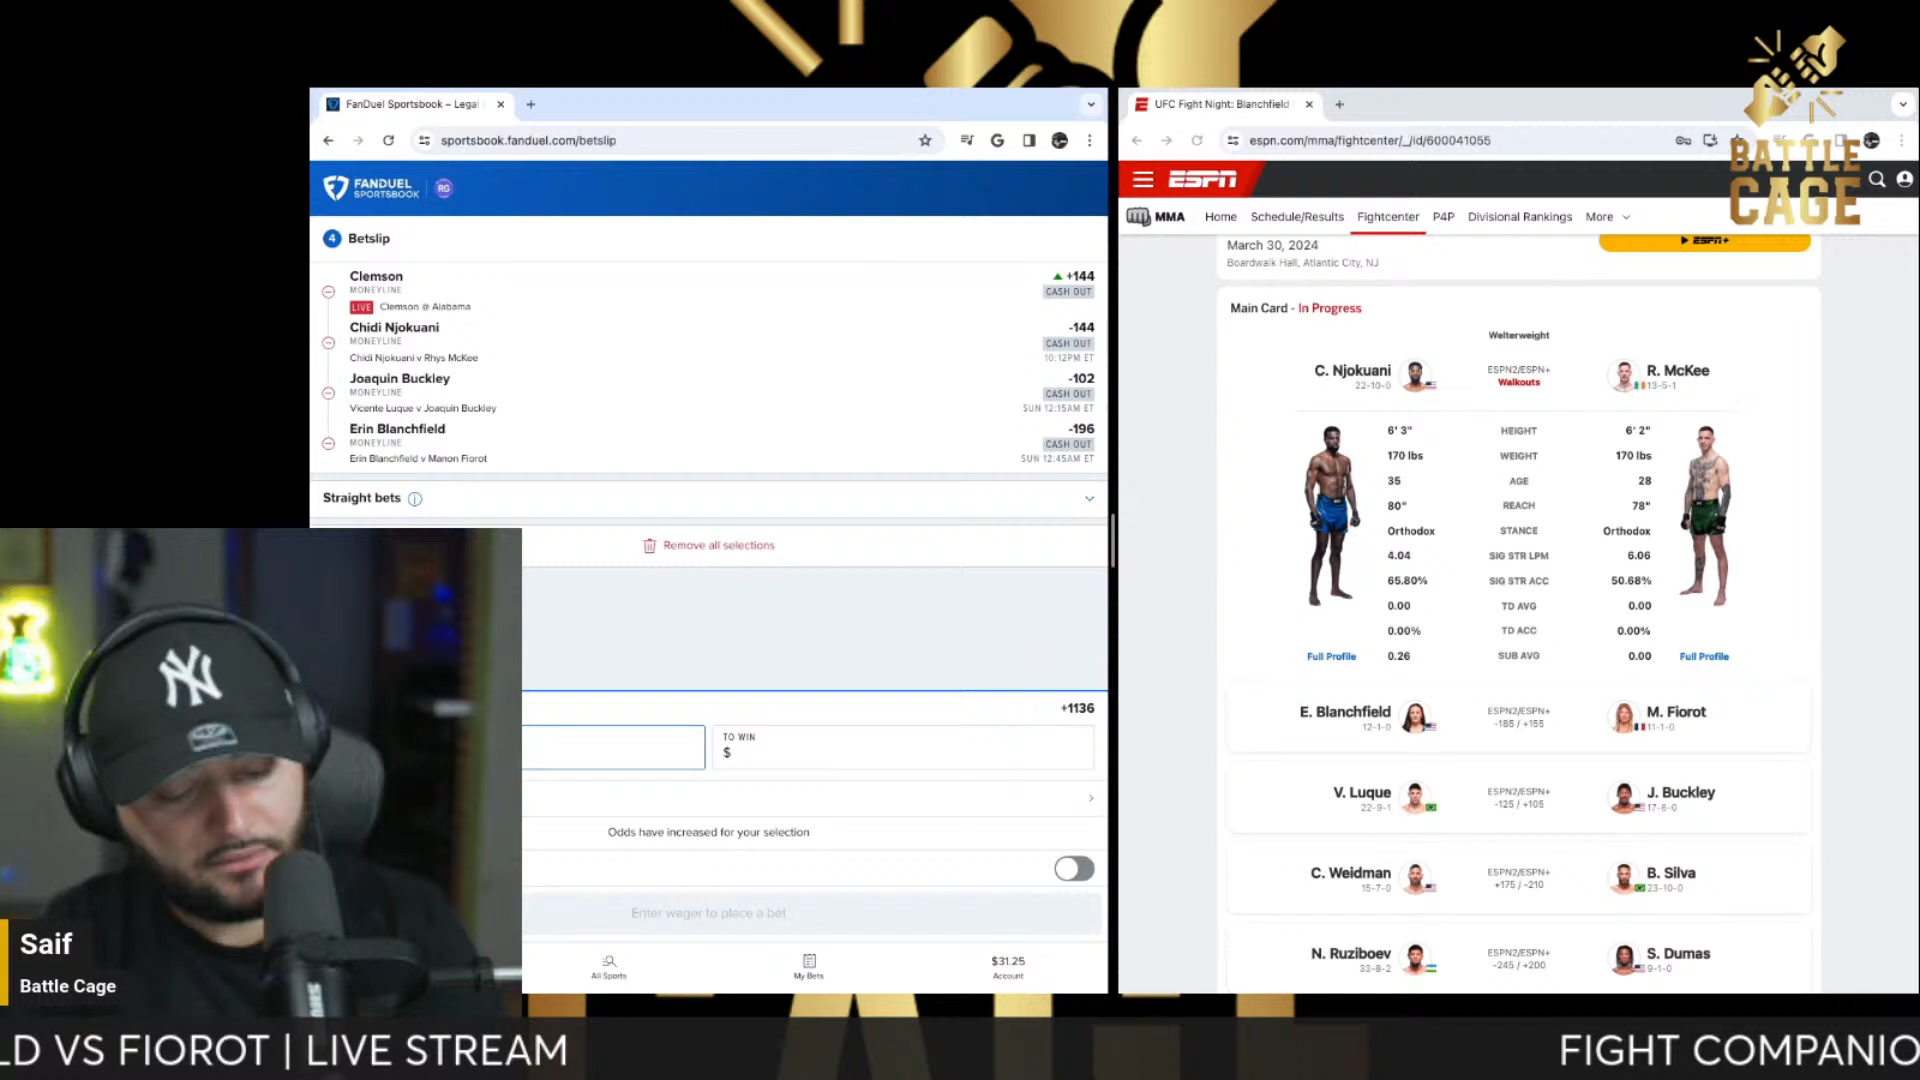 FanDuel Sportsbook – Legal
sportsbook.fanduel.com/betslip
FANDUEL
SPORTSBOOK
RG
4 Betslip
Clemson
+144
MONEYLINE
CASH OUT
LIVE Clemson @ Alabama
Chidi Njokuani
-144
MONEYLINE
CASH OUT
Chidi Njokuani v Rhys McKee
10:12PM ET
Joaquin Buckley
-102
MONEYLINE
CASH OUT
Vicente Luque v Joaquin Buckley
SUN 12:15AM ET
Erin Blanchfield
-196
MONEYLINE
CASH OUT
Erin Blanchfield v Manon Fiorot
SUN 12:45AM ET
Straight bets
Remove all selections
+1136
TO WIN
$
Odds have increased for your selection
Enter wager to place a bet
All Sports
My Bets
$31.25
Account
UFC Fight Night: Blanchfield
espn.com/mma/fightcenter/_/id/600041055
ESPN
BATTLE
CAGE
MMA Home Schedule/Results Fightcenter P4P Divisional Rankings More
March 30, 2024
ESPN+
Boardwalk Hall, Atlantic City, NJ
Main Card - In Progress
Welterweight
C. Njokuani
22-10-0
ESPN2/ESPN+
Walkouts
R. McKee
13-5-1
6' 3" HEIGHT 6' 2"
170 lbs WEIGHT 170 lbs
35 AGE 28
80" REACH 78"
Orthodox STANCE Orthodox
4.04 SIG STR LPM 6.06
65.80% SIG STR ACC 50.68%
0.00 TD AVG 0.00
0.00% TD ACC 0.00%
Full Profile 0.26 SUB AVG 0.00 Full Profile
E. Blanchfield
12-1-0
ESPN2/ESPN+
-185 / +155
M. Fiorot
11-1-0
V. Luque
22-9-1
ESPN2/ESPN+
-125 / +105
J. Buckley
17-6-0
C. Weidman
15-7-0
ESPN2/ESPN+
+175 / -210
B. Silva
23-10-0
N. Ruziboev
33-8-2
ESPN2/ESPN+
-245 / +200
S. Dumas
9-1-0
NY
Saif
Battle Cage
LD VS FIOROT | LIVE STREAM
FIGHT COMPANIO